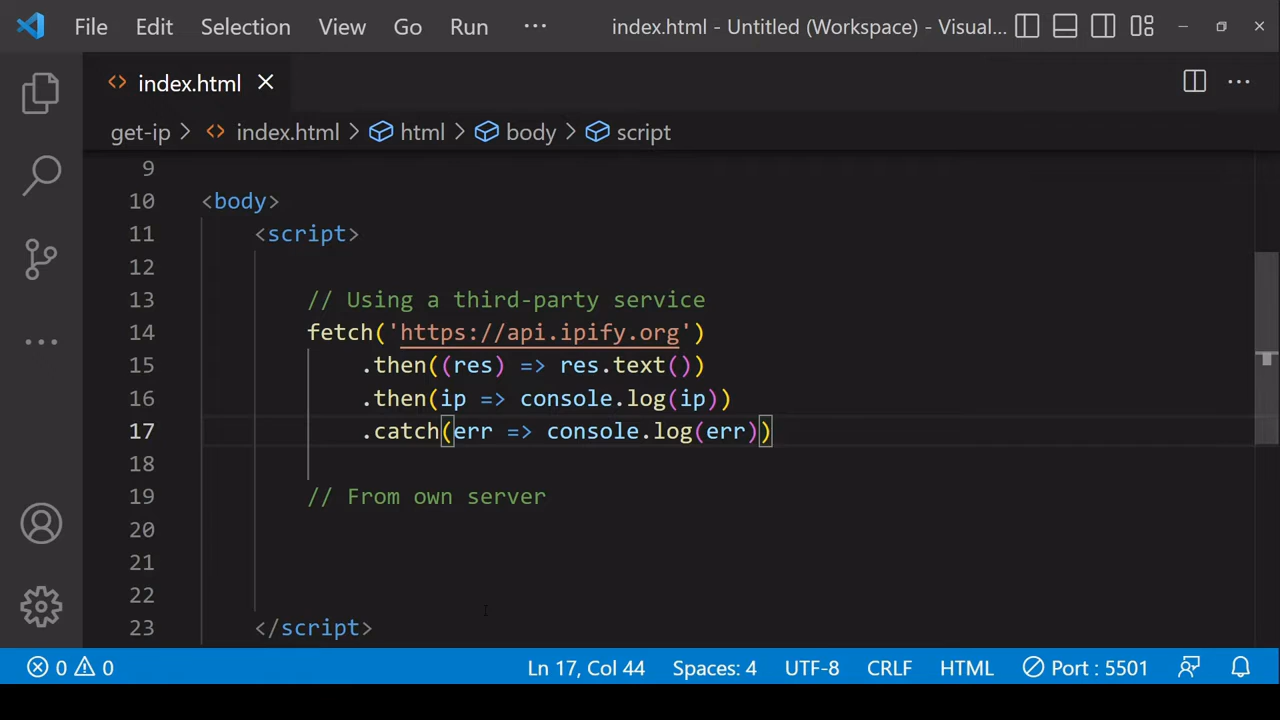 File Edit Selection View Go Run ··· index.html - Untitled (Workspace) - Visual...
index.html
get-ip > index.html > html > body > script
9
10 <body>
11 <script>
12
13 // Using a third-party service
14 fetch('https://api.ipify.org')
15 .then((res) => res.text())
16 .then(ip => console.log(ip))
17 .catch(err => console.log(err))
18
19 // From own server
20
21
22
23 </script>
0 0 Ln 17, Col 44 Spaces: 4 UTF-8 CRLF HTML Port : 5501